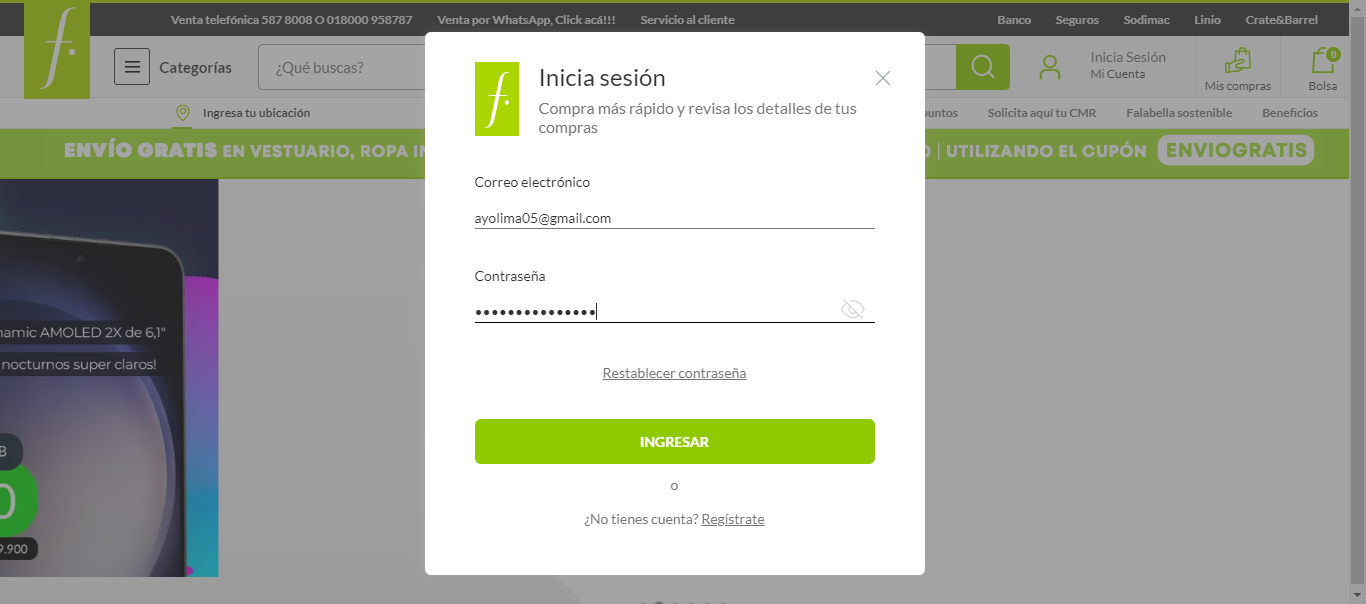 Venta telefónica 587 8008 O 018000 958787 Venta por WhatsApp, Click acá!!! Servicio al cliente Banco Seguros Sodimac Linio Crate&Barrel
f.
Categorías
¿Qué buscas?
Inicia Sesión
Mi Cuenta
Mis compras
0
Bolsa
Ingresa tu ubicación
puntos Solicita aquí tu CMR Falabella sostenible Beneficios
ENVÍO GRATIS EN VESTUARIO, ROPA IN
O | UTILIZANDO EL CUPÓN ENVIOGRATIS
namic AMOLED 2X de 6,1"
nocturnos super claros!
B
0
9.900
f.
Inicia sesión
Compra más rápido y revisa los detalles de tus
compras
Correo electrónico
ayolima05@gmail.com
Contraseña
•••••••••••••••
Restablecer contraseña
INGRESAR
o
¿No tienes cuenta? Regístrate